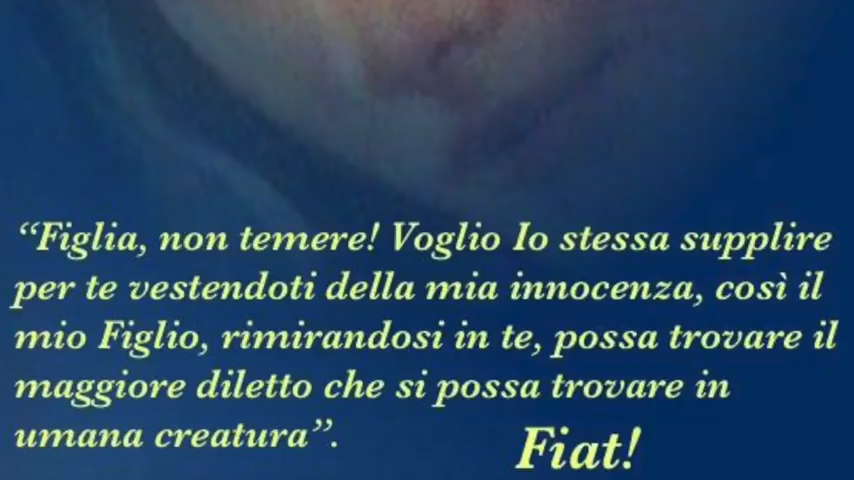 “Figlia, non temere! Voglio Io stessa supplire
per te vestendoti della mia innocenza, così il
mio Figlio, rimirandosi in te, possa trovare il
maggiore diletto che si possa trovare in
umana creatura”.
Fiat!